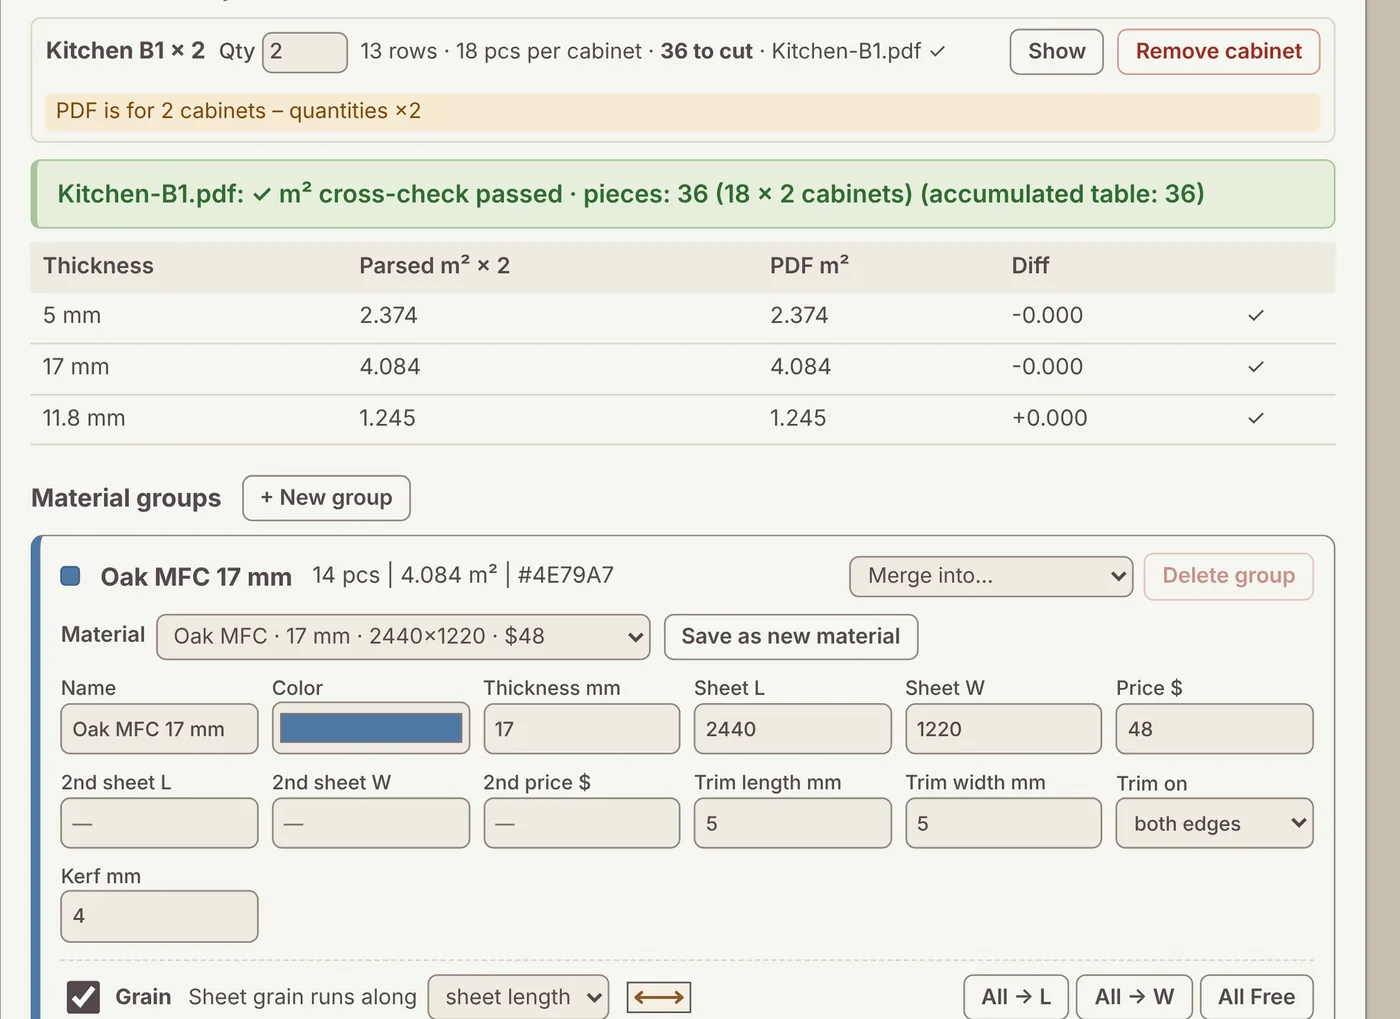 Kitchen B1 × 2 Qty 2 13 rows · 18 pcs per cabinet · 36 to cut · Kitchen-B1.pdf ✓ Show Remove cabinet
PDF is for 2 cabinets – quantities ×2
Kitchen-B1.pdf: ✓ m² cross-check passed · pieces: 36 (18 × 2 cabinets) (accumulated table: 36)
Thickness Parsed m² × 2 PDF m² Diff
5 mm 2.374 2.374 -0.000 ✓
17 mm 4.084 4.084 -0.000 ✓
11.8 mm 1.245 1.245 +0.000 ✓
Material groups + New group
Oak MFC 17 mm 14 pcs | 4.084 m² | #4E79A7 Merge into... Delete group
Material Oak MFC · 17 mm · 2440×1220 · $48 Save as new material
Name Color Thickness mm Sheet L Sheet W Price $
Oak MFC 17 mm 17 2440 1220 48
2nd sheet L 2nd sheet W 2nd price $ Trim length mm Trim width mm Trim on
— — — 5 5 both edges
Kerf mm
4
Grain Sheet grain runs along sheet length All → L All → W All Free